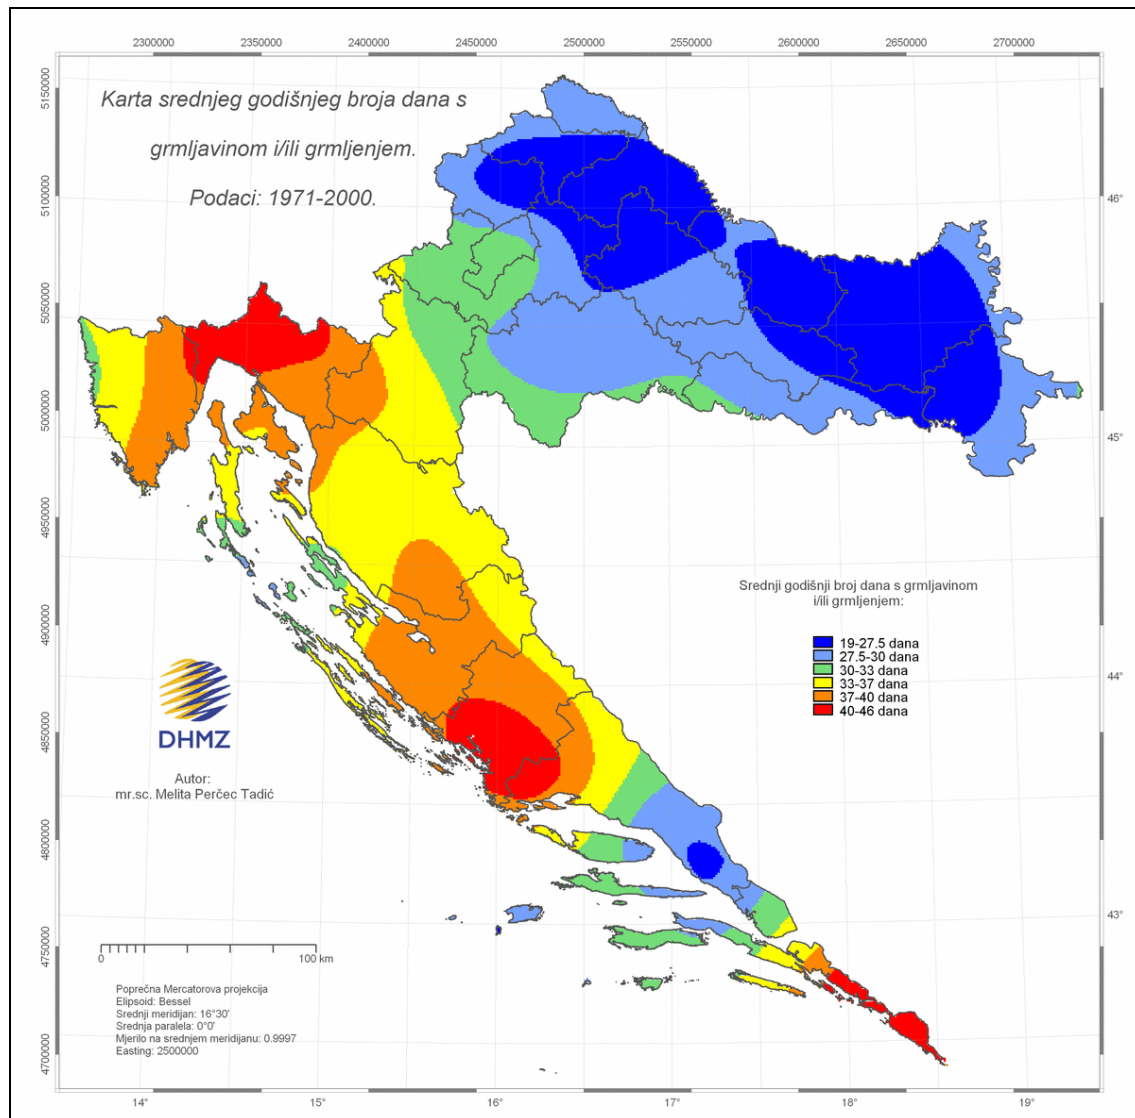 2300000 2350000 2400000 2450000 2500000 2550000 2600000 2650000 2700000
Karta srednjeg godišnjeg broja dana s
grmljavinom i/ili grmljenjem.
Podaci: 1971-2000.
5150000
5100000
5050000
5000000
4950000
4900000
4850000
4800000
4750000
4700000
46°
45°
44°
43°
Srednji godišnji broj dana s grmljavinom
i/ili grmljenjem:
19-27.5 dana
27.5-30 dana
30-33 dana
33-37 dana
37-40 dana
40-46 dana
DHMZ
Autor:
mr.sc. Melita Perčec Tadić
0 100 km
Poprečna Mercatorova projekcija
Elipsoid: Bessel
Srednji meridijan: 16°30'
Srednja paralela: 0°0'
Mjerilo na srednjem meridijanu: 0.9997
Easting: 2500000
14° 15° 16° 17° 18° 19°